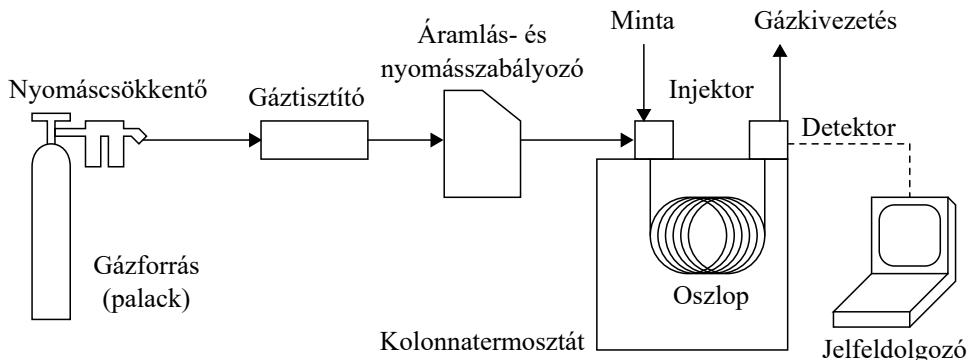 Minta
Gázkivezetés
Áramlás- és
nyomásszabályozó
Nyomáscsökkentő
Gáztisztító
Injektor
Detektor
Gázforrás
(palack)
Oszlop
Kolonnatermosztát
Jelfeldolgozó